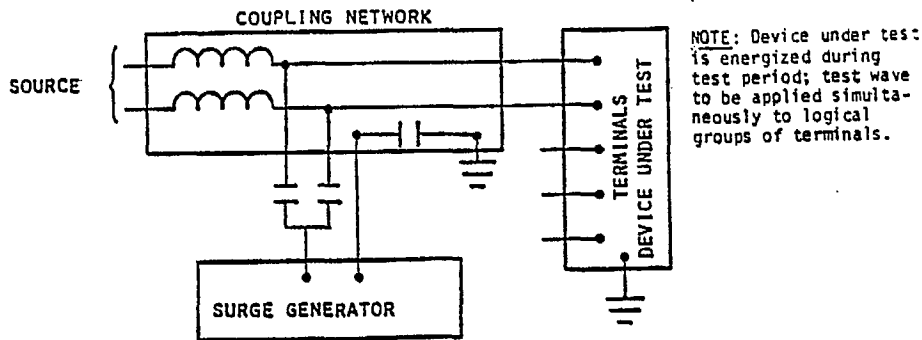 COUPLING NETWORK
SOURCE
TERMINALS
DEVICE UNDER TEST
SURGE GENERATOR
NOTE: Device under test
is energized during
test period; test wave
to be applied simulta-
neously to logical
groups of terminals.